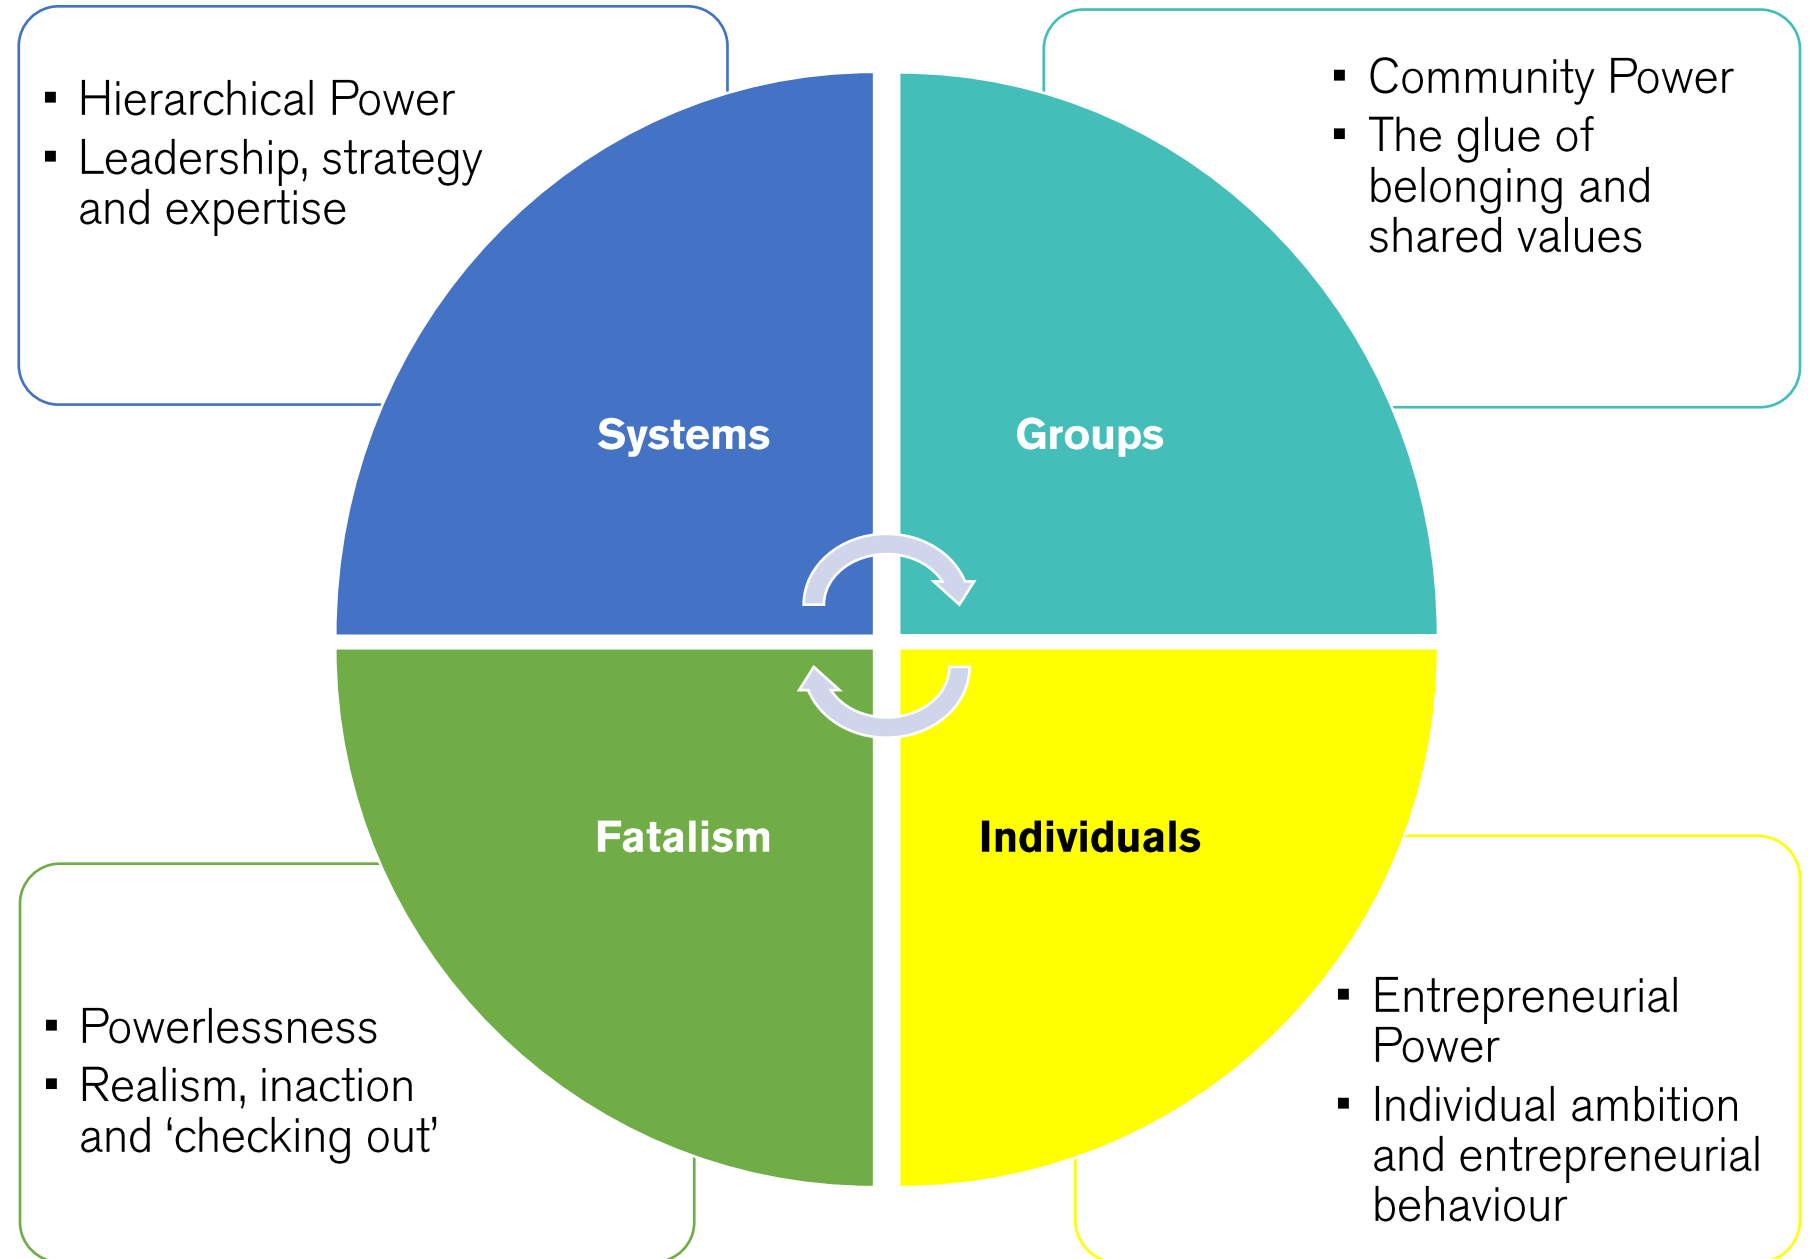 ▪ Hierarchical Power
▪ Leadership, strategy
and expertise
▪ Community Power
▪ The glue of
belonging and
shared values
Systems
Groups
Fatalism
Individuals
▪ Powerlessness
▪ Realism, inaction
and ‘checking out’
▪ Entrepreneurial
Power
▪ Individual ambition
and entrepreneurial
behaviour